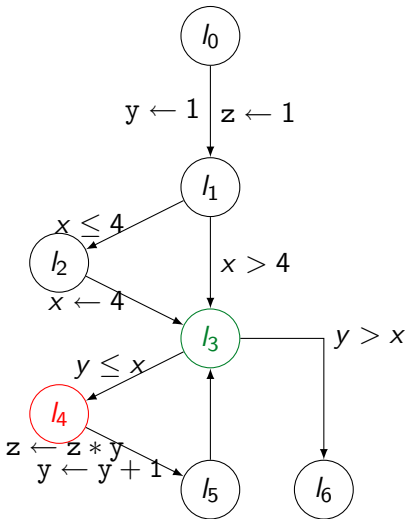 l₀
y ← 1 z ← 1
l₁
x ≤ 4
l₂
x > 4
x ← 4
l₃
y > x
y ≤ x
l₄
z ← z * y
y ← y + 1
l₅
l₆